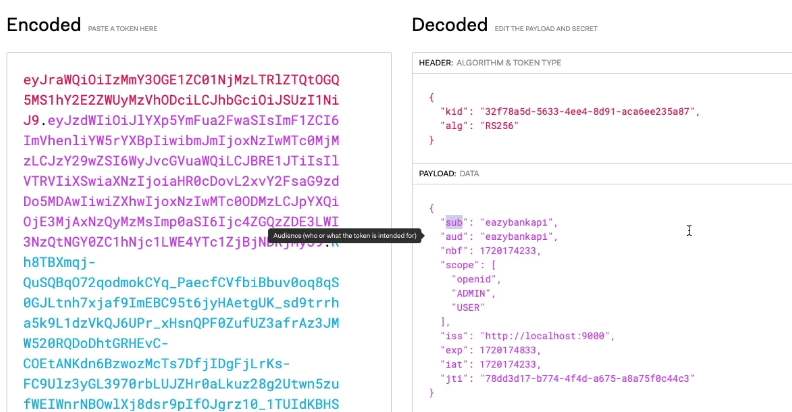 Encoded PASTE A TOKEN HERE
Decoded EDIT THE PAYLOAD AND SECRET
eyJraWQiOiIzMmY3OGE1ZC01NjMzLTRlZTQtOGQ
5MS1hY2E2ZWUyMzVhODciLCJhbGciOiJSUzI1Ni
J9.eyJzdWIiOiJlYXp5YmFua2FwaSIsImF1ZCI6
ImVhenliYW5rYXBpIiwibmJmIjoxNzIwMTc0MjM
zLCJzY29wZSI6WyJvcGVuaWQiLCJBRE1JTiIsIl
VTRVIiXSwiaXNzIjoiaHR0cDovL2xvY2FsaG9zd
Do5MDAwIiwiZXhwIjoxNzIwMTc0ODMzLCJpYXQi
OjE3MjAxNzQyMzMsImp0aSI6Ijc4ZGQzZDE3LWI
h8TBXmqj-
QuSQBqO72qodmokCYq_PaecfCVfbiBbuv0oq8qS
0GJLtnh7xjaf9ImEBC95t6jyHAetgUK_sd9trrh
a5k9L1dzVkQJ6UPr_xHsnQPF0ZufUZ3afrAz3JM
W520RQDoDhtGRHEvC-
COEtANKdn6BzwozMcTs7DfjIDgFjLrKs-
FC9Ulz3yGL3970rbLUJZHr0aLkuz28g2Utwn5zu
fWEIWnrNBOwlXj8dsr9pIfOJgrz10_1TUIdKBHS
HEADER: ALGORITHM & TOKEN TYPE
{
"kid": "32f78a5d-5633-4ee4-8d91-aca6ee235a87",
"alg": "RS256"
}
PAYLOAD: DATA
{
"sub": "eazybankapi",
Audience (who or what the token is intended for)
"aud": "eazybankapi",
"nbf": 1720174233,
"scope": [
"openid",
"ADMIN",
"USER"
],
"iss": "http://localhost:9000",
"exp": 1720174833,
"iat": 1720174233,
"jti": "78dd3d17-b774-4f4d-a675-a8a75f0c44c3"
}